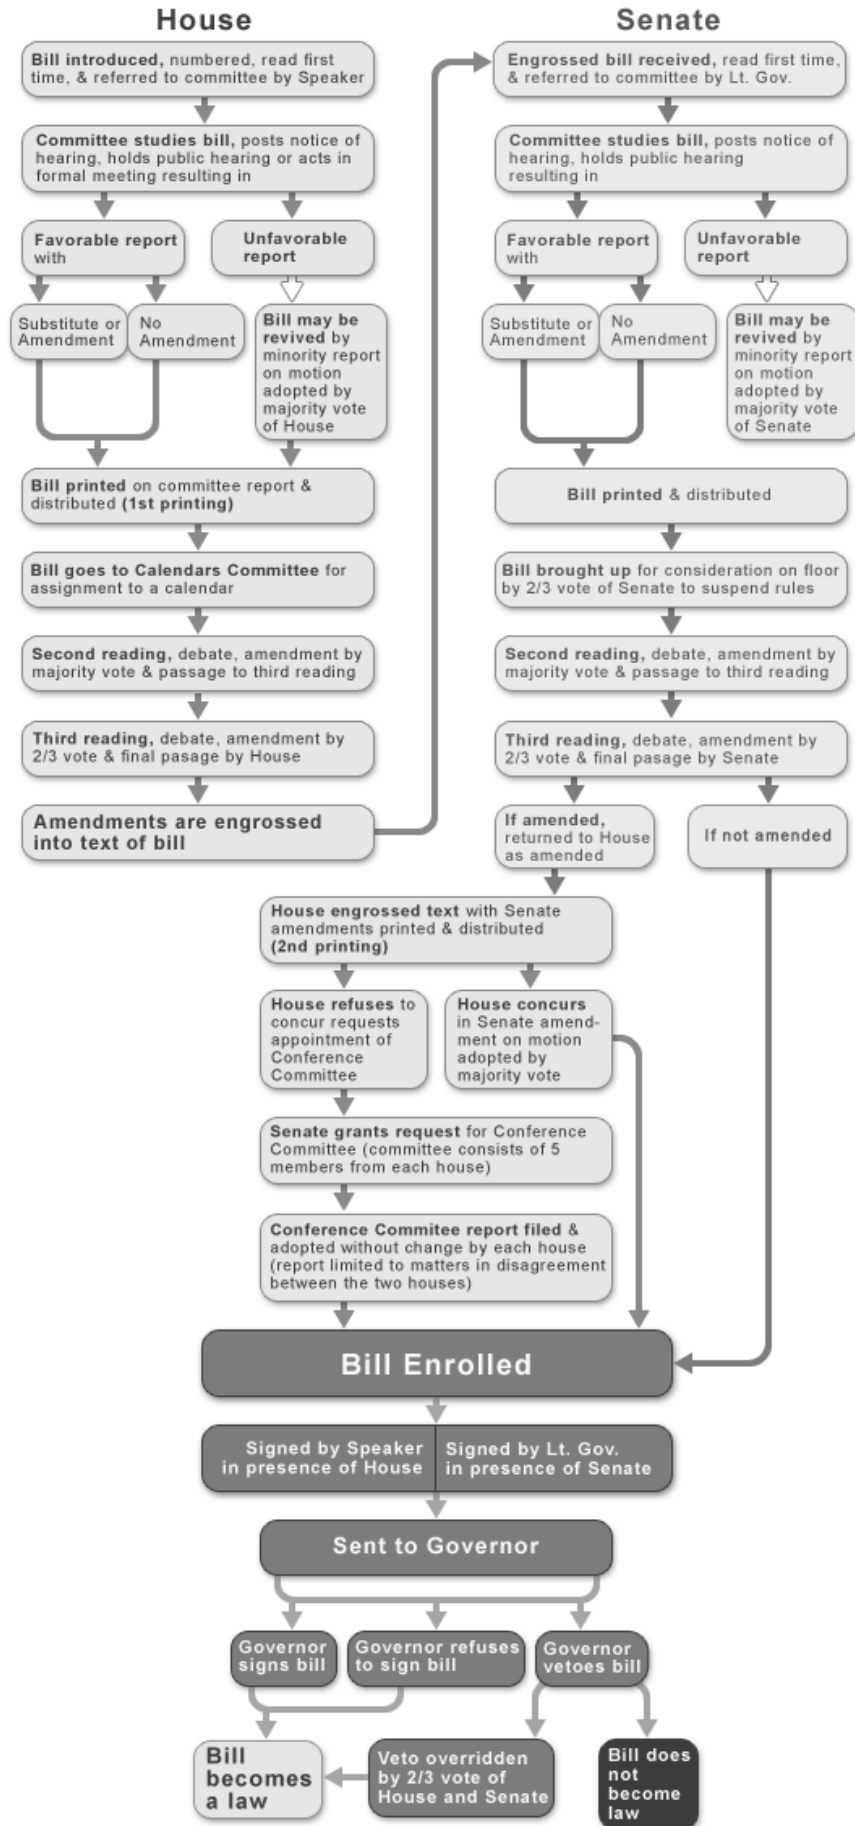 House
Bill introduced, numbered, read first
time, & referred to committee by Speaker
Committee studies bill, posts notice of
hearing, holds public hearing or acts in
formal meeting resulting in
Favorable report
with
Unfavorable
report
Substitute or
Amendment
No
Amendment
Bill may be
revived by
minority report
on motion
adopted by
majority vote
of House
Bill printed on committee report &
distributed (1st printing)
Bill goes to Calendars Committee for
assignment to a calendar
Second reading, debate, amendment by
majority vote & passage to third reading
Third reading, debate, amendment by
2/3 vote & final pasage by House
Amendments are engrossed
into text of bill
Senate
Engrossed bill received, read first time,
& referred to committee by Lt. Gov.
Committee studies bill, posts notice of
hearing, holds public hearing
resulting in
Favorable report
with
Unfavorable
report
Substitute or
Amendment
No
Amendment
Bill may be
revived by
minority report
on motion
adopted by
majority vote
of Senate
Bill printed & distributed
Bill brought up for consideration on floor
by 2/3 vote of Senate to suspend rules
Second reading, debate, amendment by
majority vote & passage to third reading
Third reading, debate, amendment by
2/3 vote & final pasage by Senate
If amended,
returned to House
as amended
If not amended
House engrossed text with Senate
amendments printed & distributed
(2nd printing)
House refuses to
concur requests
appointment of
Conference
Committee
House concurs
in Senate amend-
ment on motion
adopted by
majority vote
Senate grants request for Conference
Committee (committee consists of 5
members from each house)
Conference Commitee report filed &
adopted without change by each house
(report limited to matters in disagreement
between the two houses)
Bill Enrolled
Signed by Speaker
in presence of House
Signed by Lt. Gov.
in presence of Senate
Sent to Governor
Governor
signs bill
Governor refuses
to sign bill
Governor
vetoes bill
Bill
becomes
a law
Veto overridden
by 2/3 vote of
House and Senate
Bill does
not
become
law